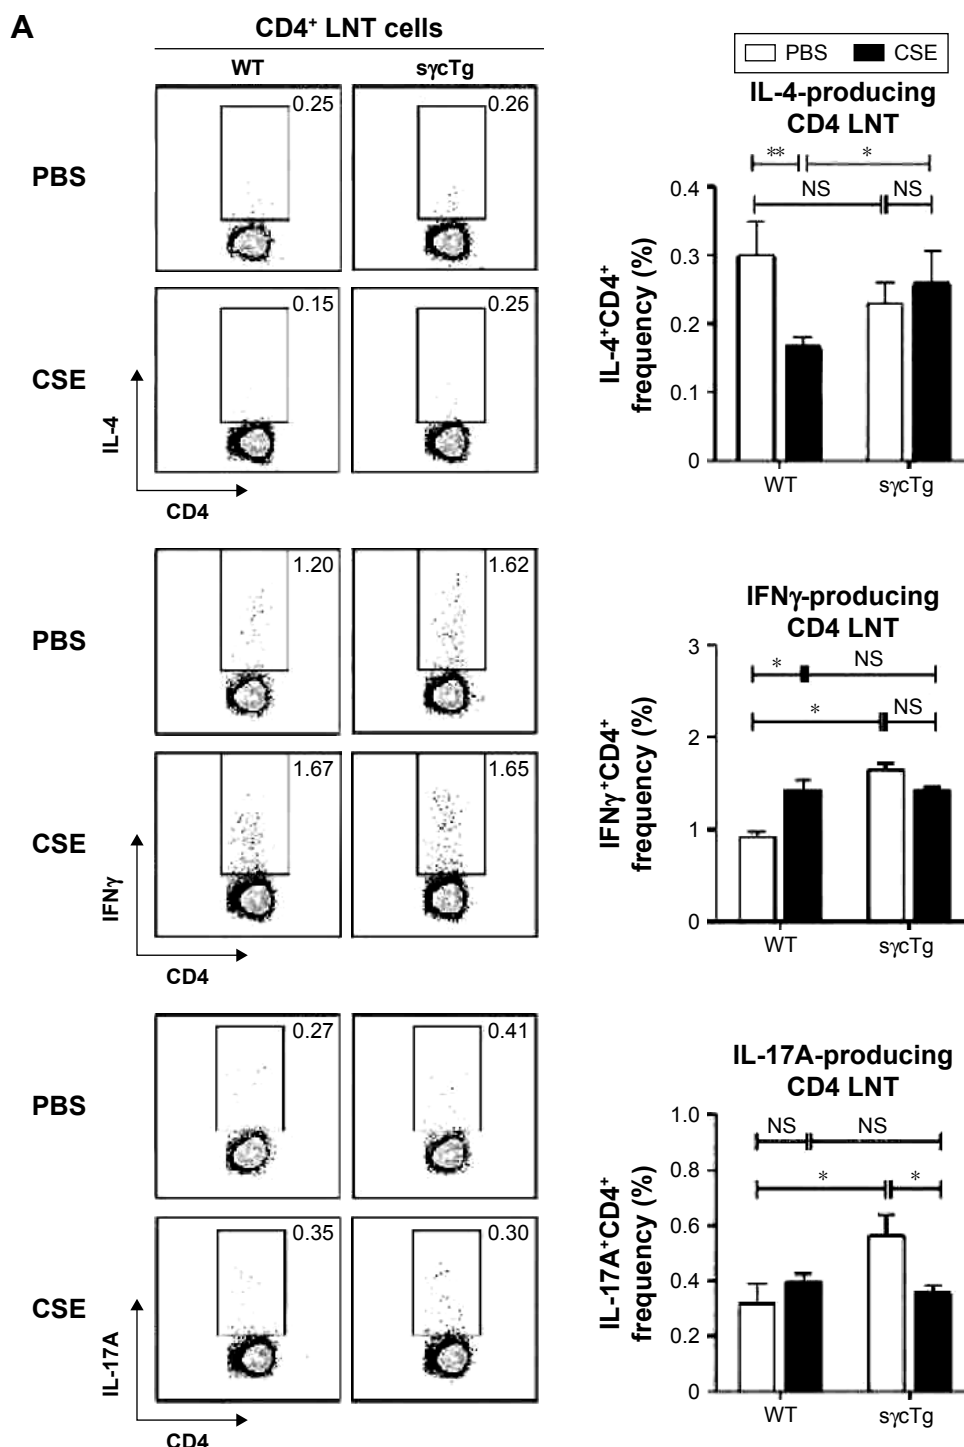 A
CD4⁺ LNT cells
WT sγcTg
PBS
0.25 0.26
CSE
0.15 0.25
IL-4
CD4
PBS CSE
IL-4-producing
CD4 LNT
** *
NS NS
IL-4⁺CD4⁺
frequency (%)
0.4
0.3
0.2
0.1
0
WT sγcTg
PBS
1.20 1.62
CSE
1.67 1.65
IFNγ
CD4
IFNγ-producing
CD4 LNT
* NS
* NS
IFNγ⁺CD4⁺
frequency (%)
3
2
1
0
WT sγcTg
PBS
0.27 0.41
CSE
0.35 0.30
IL-17A
CD4
IL-17A-producing
CD4 LNT
NS NS
* *
IL-17A⁺CD4⁺
frequency (%)
1.0
0.8
0.6
0.4
0.2
0
WT sγcTg